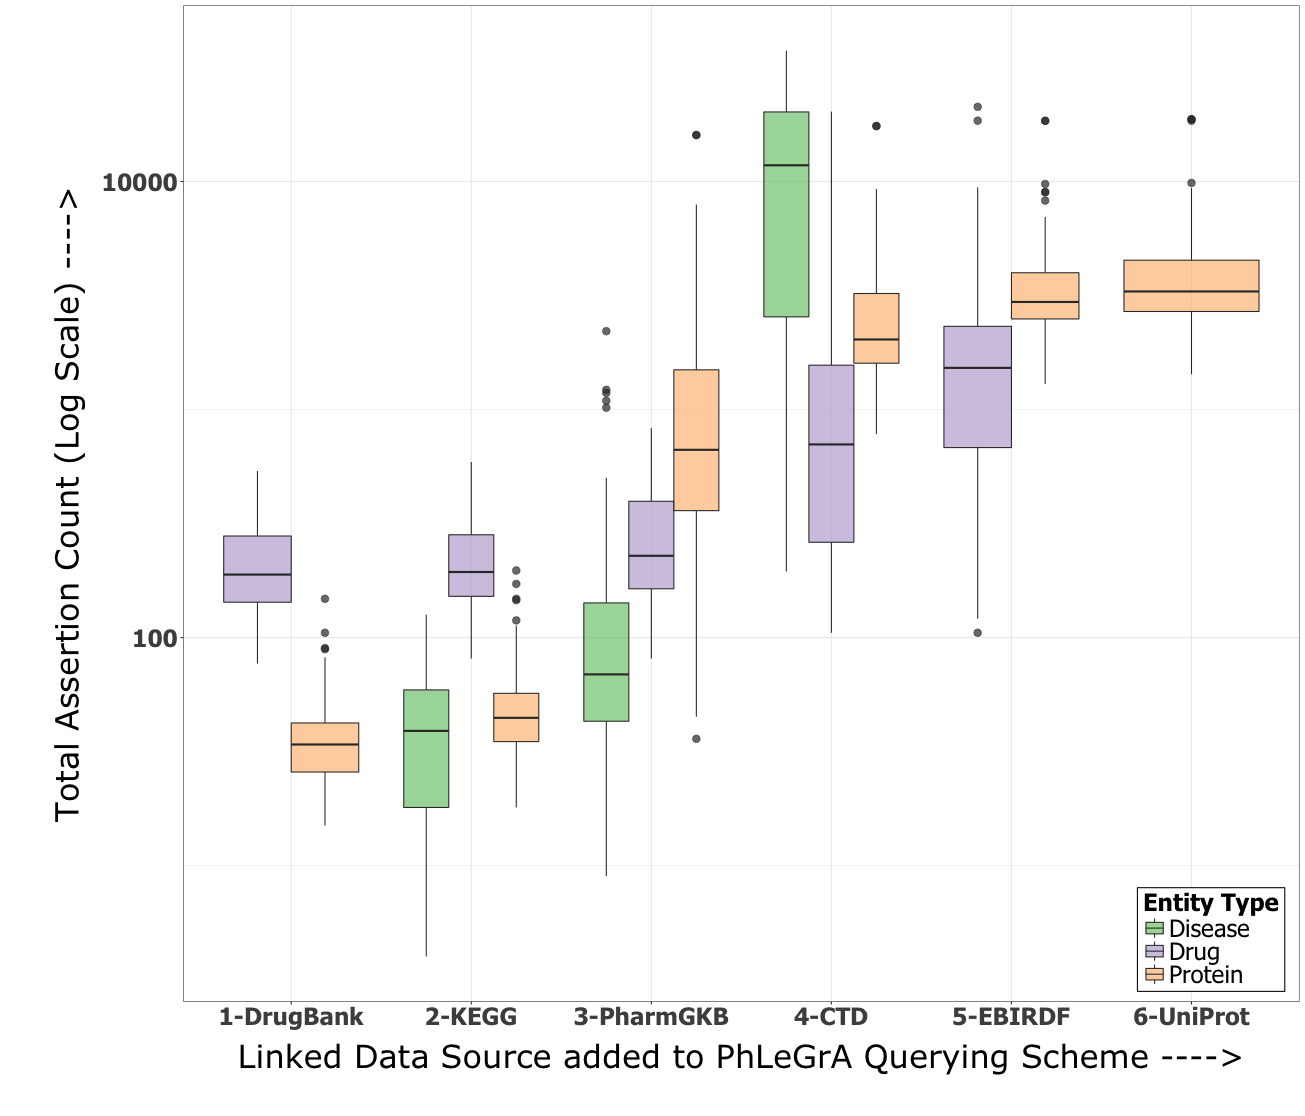 Total Assertion Count (Log Scale) ---->
10000
100
Entity Type
Disease
Drug
Protein
1-DrugBank 2-KEGG 3-PharmGKB 4-CTD 5-EBIRDF 6-UniProt
Linked Data Source added to PhLeGrA Querying Scheme ---->